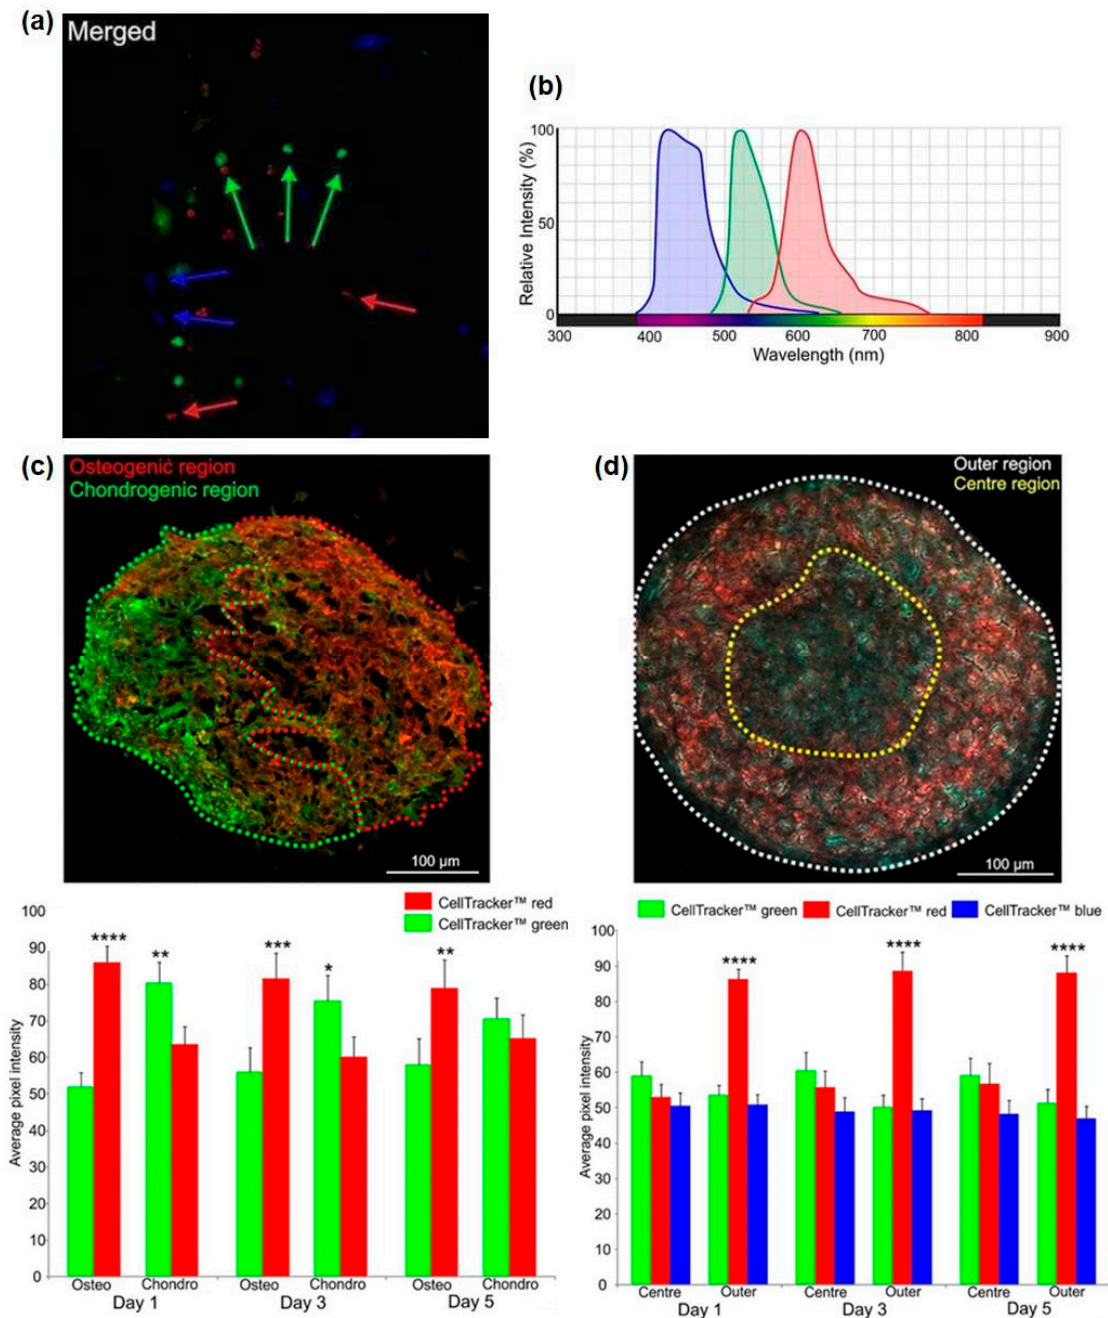 (a)
Merged
(b)
Relative Intensity (%)
100
50
0
300 400 500 600 700 800 900
Wavelength (nm)
(c)
Osteogenic region
Chondrogenic region
100 µm
(d)
Outer region
Centre region
100 µm
CellTracker™ red
CellTracker™ green
Average pixel intensity
100
90
80
70
60
50
40
30
20
10
0
**** ** *** * **
Osteo Chondro Osteo Chondro Osteo Chondro
Day 1 Day 3 Day 5
CellTracker™ green CellTracker™ red CellTracker™ blue
Average pixel intensity
100
90
80
70
60
50
40
30
20
10
0
**** **** ****
Centre Outer Centre Outer Centre Outer
Day 1 Day 3 Day 5